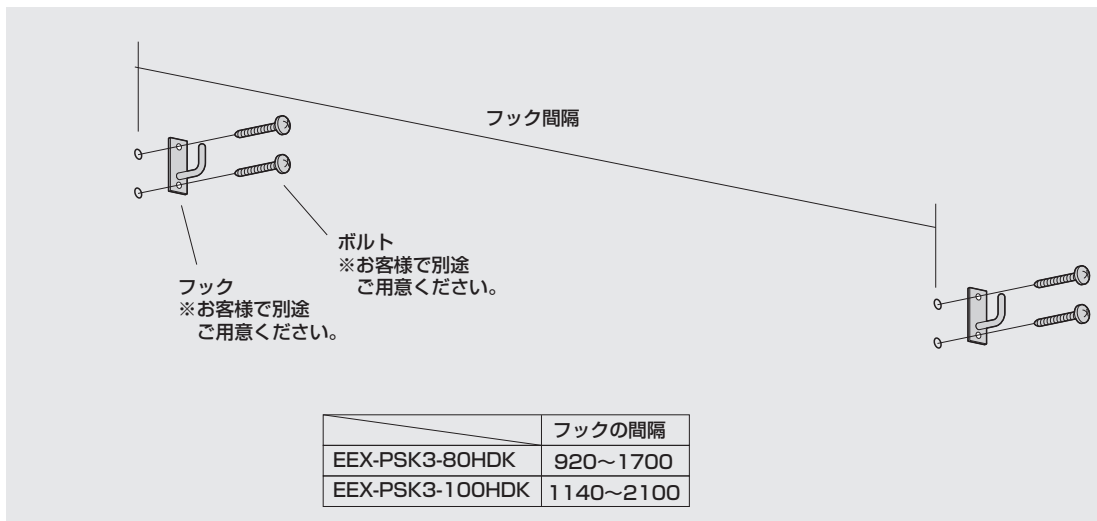 フック間隔
ボルト
※お客様で別途
ご用意ください。
フック
※お客様で別途
ご用意ください。
フックの間隔
EEX-PSK3-80HDK 920〜1700
EEX-PSK3-100HDK 1140〜2100